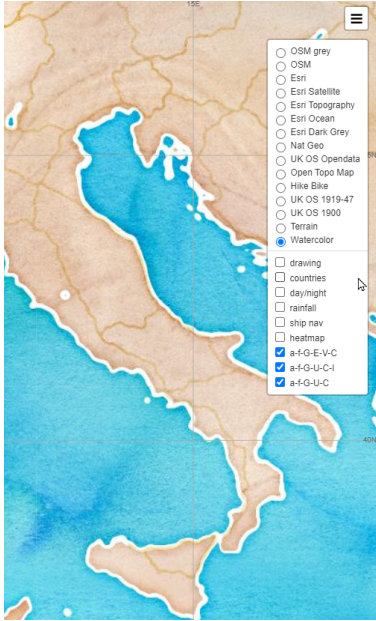 15E
OSM grey
OSM
Esri
Esri Satellite
Esri Topography
Esri Ocean
Esri Dark Grey
Nat Geo
5N
UK OS Opendata
Open Topo Map
Hike Bike
UK OS 1919-47
UK OS 1900
Terrain
Watercolor
drawing
countries
day/night
rainfall
ship nav
heatmap
a-f-G-E-V-C
a-f-G-U-C-I
a-f-G-U-C
40N